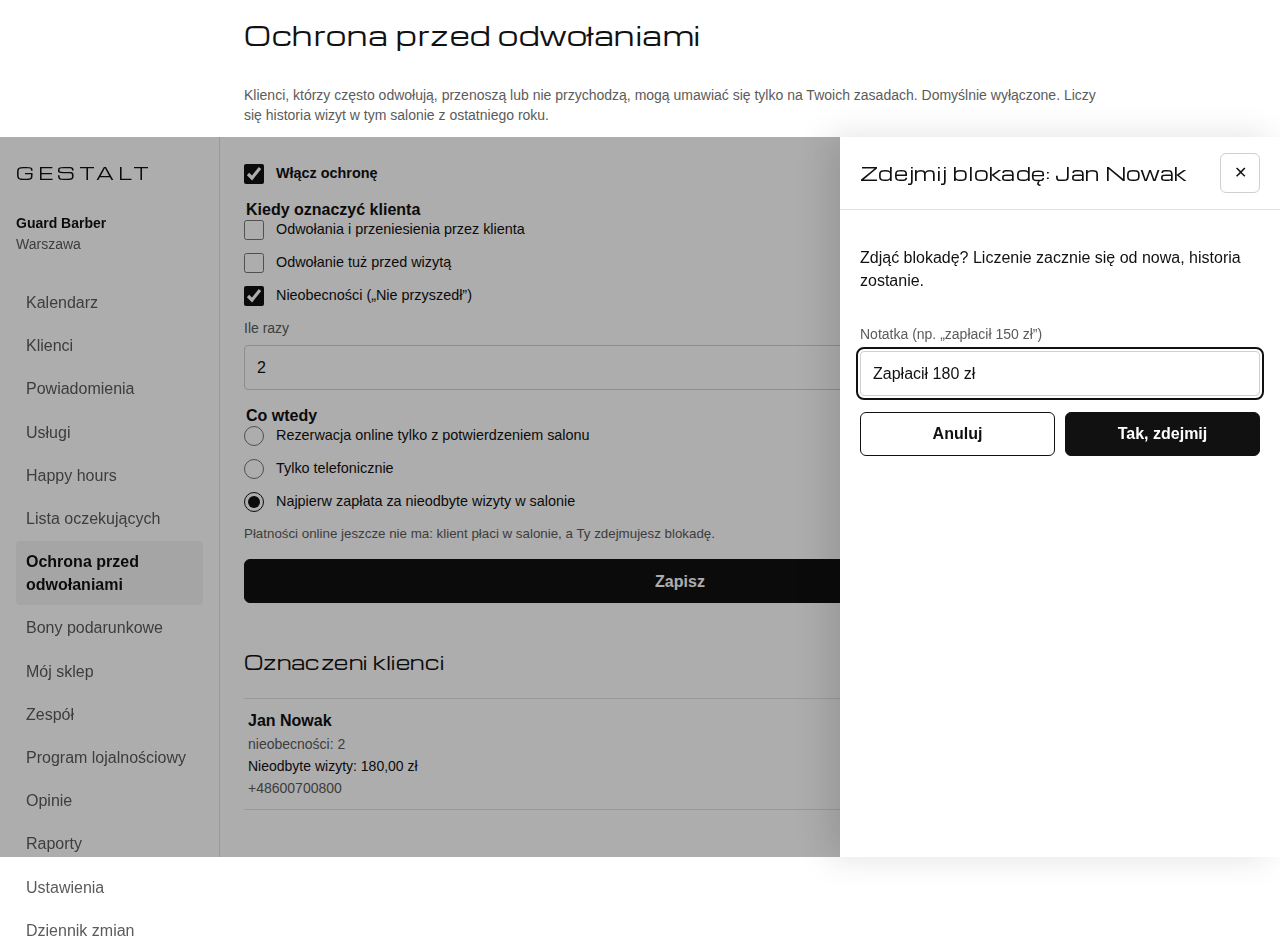 Ochrona przed odwołaniami
Klienci, którzy często odwołują, przenoszą lub nie przychodzą, mogą umawiać się tylko na Twoich zasadach. Domyślnie wyłączone. Liczy
się historia wizyt w tym salonie z ostatniego roku.
GESTALT
Guard Barber
Warszawa
Kalendarz
Klienci
Powiadomienia
Usługi
Happy hours
Lista oczekujących
Ochrona przed
odwołaniami
Bony podarunkowe
Mój sklep
Zespół
Program lojalnościowy
Opinie
Raporty
Ustawienia
Dziennik zmian
Włącz ochronę
Kiedy oznaczyć klienta
Odwołania i przeniesienia przez klienta
Odwołanie tuż przed wizytą
Nieobecności („Nie przyszedł”)
Ile razy
2
Co wtedy
Rezerwacja online tylko z potwierdzeniem salonu
Tylko telefonicznie
Najpierw zapłata za nieodbyte wizyty w salonie
Płatności online jeszcze nie ma: klient płaci w salonie, a Ty zdejmujesz blokadę.
Zapisz
Oznaczeni klienci
Jan Nowak
nieobecności: 2
Nieodbyte wizyty: 180,00 zł
+48600700800
Zdejmij blokadę: Jan Nowak
✕
Zdjąć blokadę? Liczenie zacznie się od nowa, historia
zostanie.
Notatka (np. „zapłacił 150 zł”)
Zapłacił 180 zł
Anuluj
Tak, zdejmij